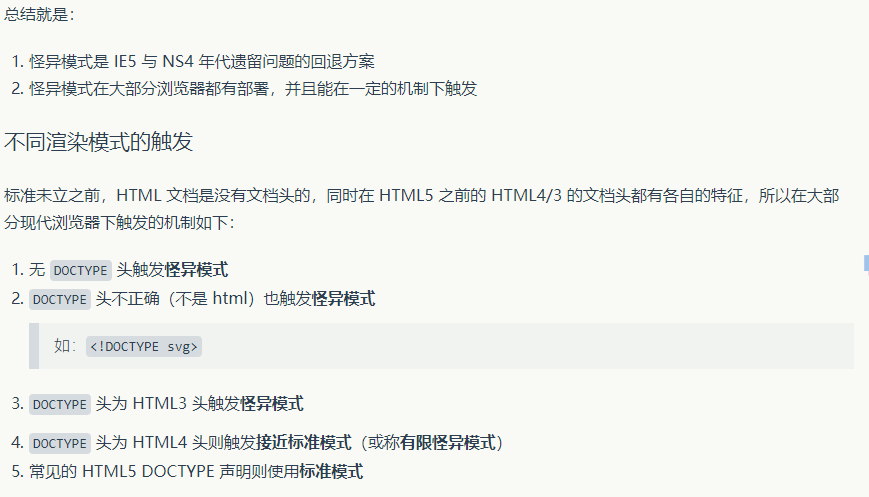 总结就是：
1. 怪异模式是 IE5 与 NS4 年代遗留问题的回退方案
2. 怪异模式在大部分浏览器都有部署，并且能在一定的机制下触发
不同渲染模式的触发
标准未立之前，HTML 文档是没有文档头的，同时在 HTML5 之前的 HTML4/3 的文档头都有各自的特征，所以在大部
分现代浏览器下触发的机制如下：
1. 无 DOCTYPE 头触发怪异模式
2. DOCTYPE 头不正确（不是 html）也触发怪异模式
如：<!DOCTYPE svg>
3. DOCTYPE 头为 HTML3 头触发怪异模式
4. DOCTYPE 头为 HTML4 头则触发接近标准模式（或称有限怪异模式）
5. 常见的 HTML5 DOCTYPE 声明则使用标准模式